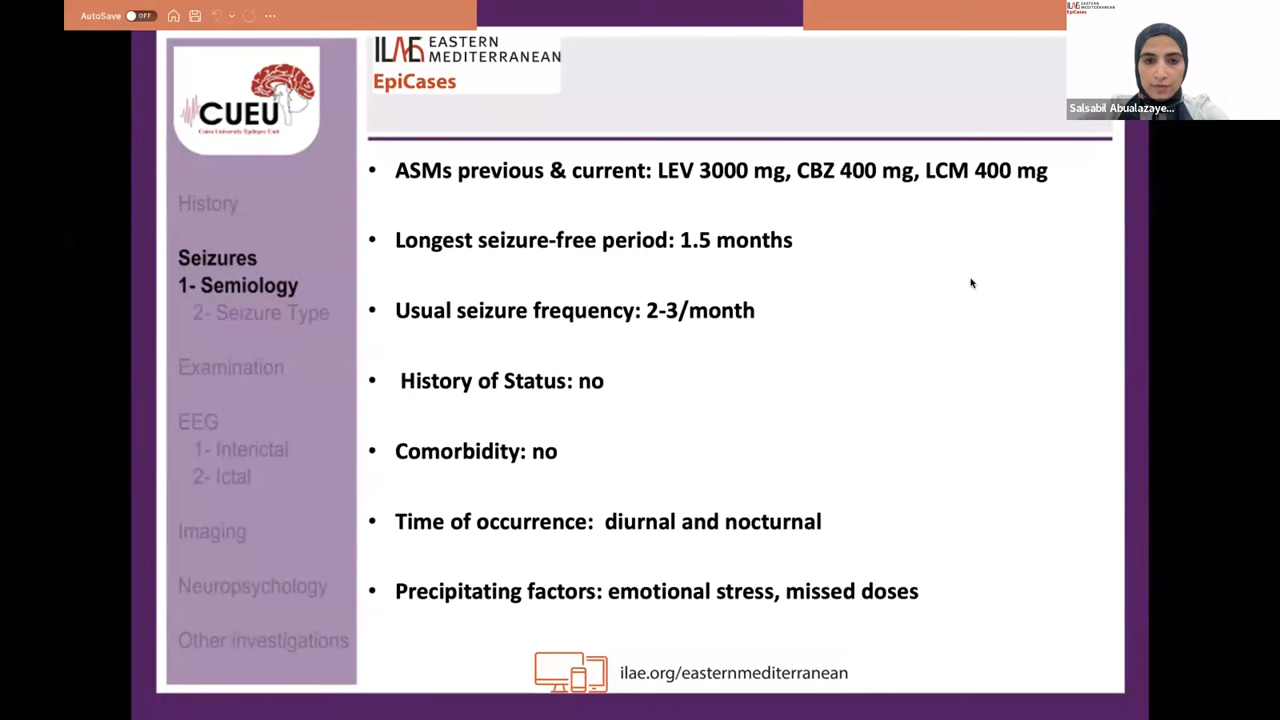 AutoSave OFF
ILAE EASTERN
MEDITERRANEAN
EpiCases
ILAE EASTERN
MEDITERRANEAN
EpiCases
Salsabil Abualazaye...
CUEU
Cairo University Epilepsy Unit
History
Seizures
1- Semiology
2- Seizure Type
Examination
EEG
1- Interictal
2- Ictal
Imaging
Neuropsychology
Other investigations
• ASMs previous & current: LEV 3000 mg, CBZ 400 mg, LCM 400 mg
• Longest seizure-free period: 1.5 months
• Usual seizure frequency: 2-3/month
• History of Status: no
• Comorbidity: no
• Time of occurrence: diurnal and nocturnal
• Precipitating factors: emotional stress, missed doses
ilae.org/easternmediterranean